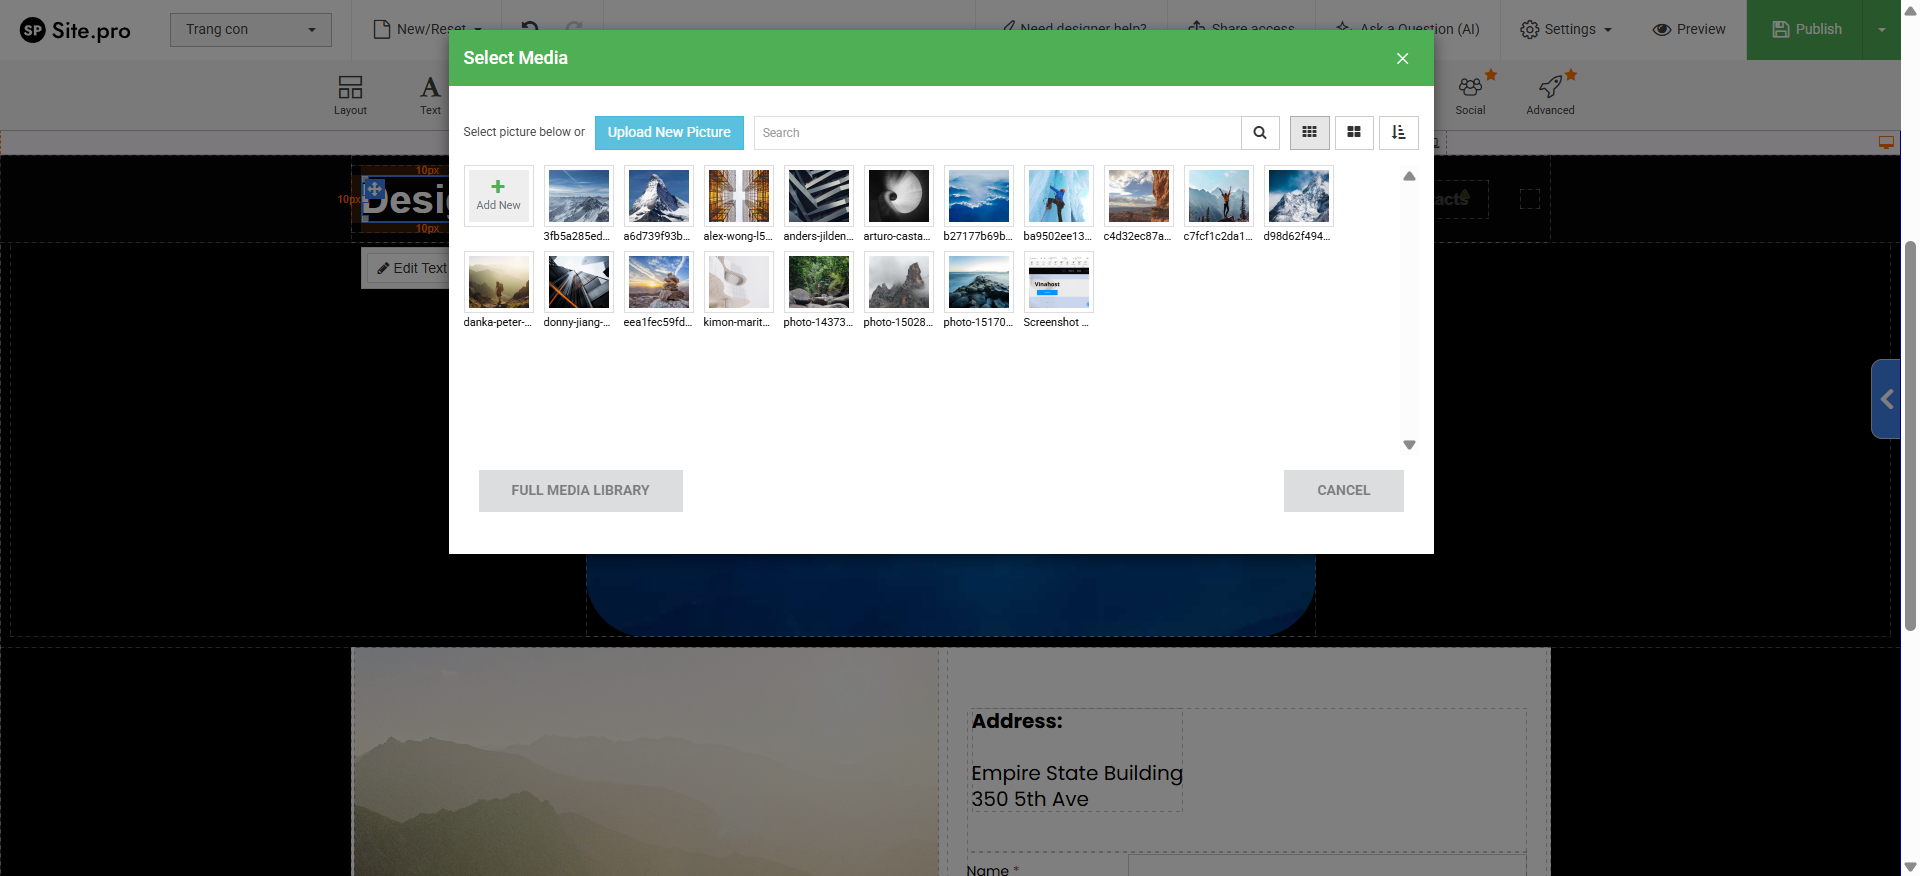 SP Site.pro
Trang con
New/Reset
Need designer help?
Share access
Ask a Question (AI)
Settings
Preview
Publish
Layout
Text
Social
Advanced
Select Media
Select picture below or
Upload New Picture
Search
Add New
3fb5a285ed...
a6d739f93b...
alex-wong-l5...
anders-jilden...
arturo-casta...
b27177b69b...
ba9502ee13...
c4d32ec87a...
c7fcf1c2da1...
d98d62f494...
danka-peter-...
donny-jiang-...
eea1fec59fd...
kimon-marit...
photo-14373...
photo-15028...
photo-15170...
Screenshot ...
Vinahost
FULL MEDIA LIBRARY
CANCEL
10px
10px
Desi
10px
Edit Text
acts
Address:
Empire State Building
350 5th Ave
Name *